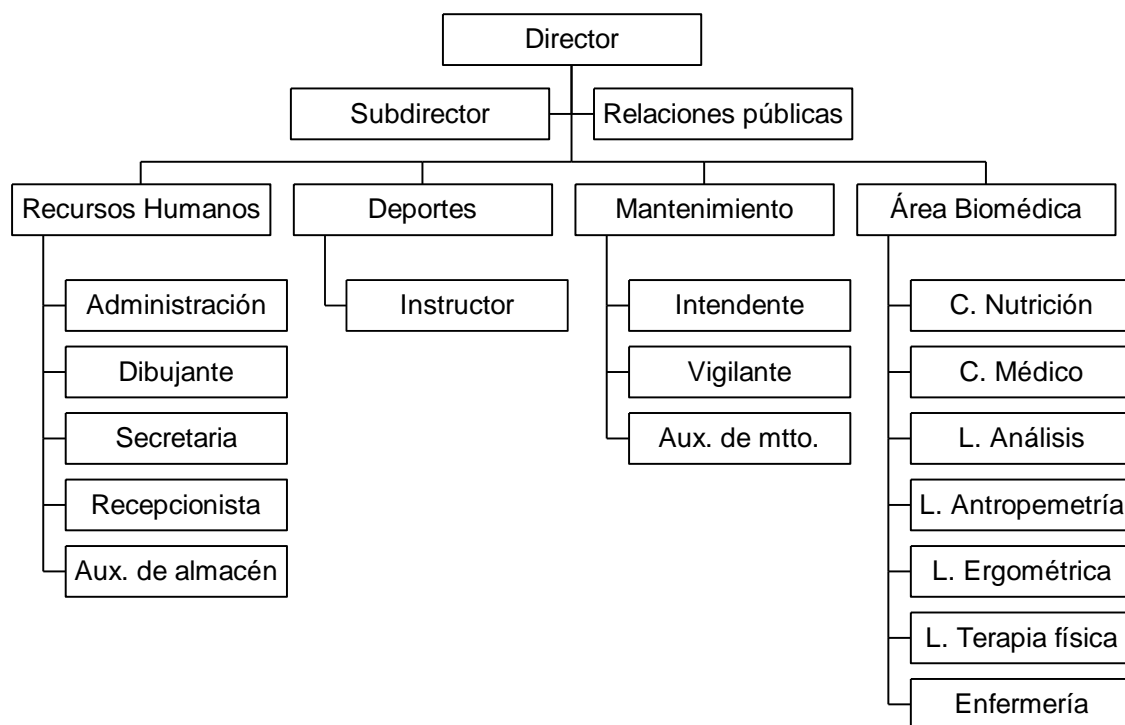 Director
Subdirector
Relaciones públicas
Recursos Humanos
Deportes
Mantenimiento
Área Biomédica
Administración
Dibujante
Secretaria
Recepcionista
Aux. de almacén
Instructor
Intendente
Vigilante
Aux. de mtto.
C. Nutrición
C. Médico
L. Análisis
L. Antropemetría
L. Ergométrica
L. Terapia física
Enfermería